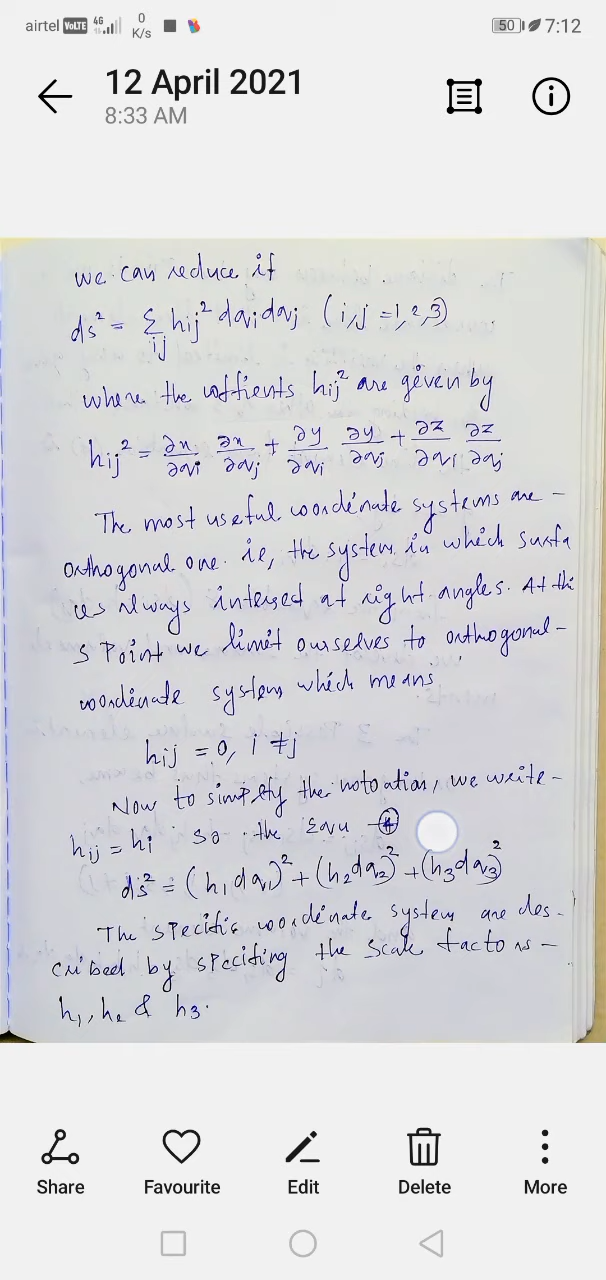 airtel VoLTE 4G 0 K/s 50 7:12
12 April 2021
8:33 AM
we can reduce if
ds² = Σij hij² dqi dqj (i,j = 1,2,3)
where the coffients hij² are given by
hij² = ∂x/∂qi ∂x/∂qj + ∂y/∂qi ∂y/∂qj + ∂z/∂qi ∂z/∂qj
The most useful coordinate systems are -
Orthogonal one. ie, the system in which surfa
ces always intersect at right angles. At thi
s Point we limit ourselves to orthogonal -
coordinate system which means
hij = 0, i ≠ j
Now to simplify the notoation, we write -
hij = hi so the Equ
ds² = (h1dq1)² + (h2dq2)² + (h3dq3)²
The specific coordinate system are des-
cribed by specifing the scale factors -
h1, h2 & h3.
Share Favourite Edit Delete More